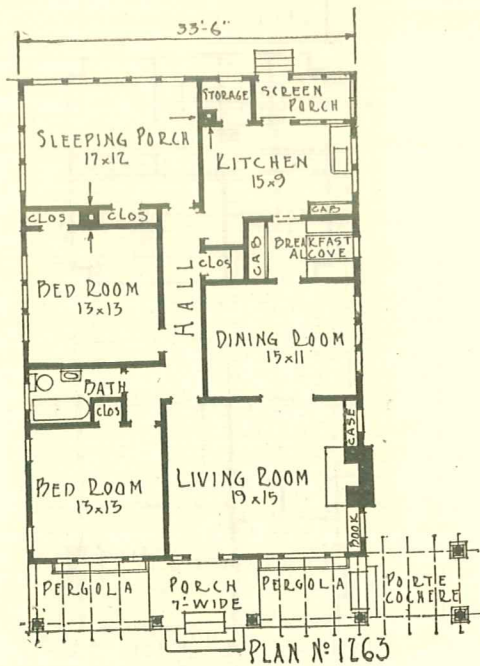 33'-6"
STORAGE
SCREEN
PORCH
SLEEPING PORCH
17x12
KITCHEN
15x9
CLOS
CLOS
CAB
CAB
BREAKFAST
ALCOVE
CLOS
BED ROOM
13x13
HALL
DINING ROOM
15x11
BATH
CLOS
CASE
BED ROOM
13x13
LIVING ROOM
19x15
BOOK
PERGOLA
PORCH
7'-WIDE
PERGOLA
PORTE
COCHERE
PLAN Nº 1263